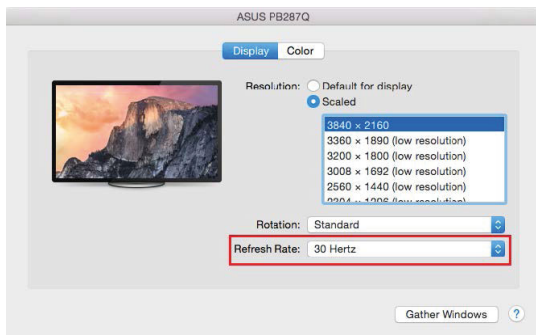 ASUS PB287Q
Display Color
Resolution: Default for display
Scaled
3840 × 2160
3360 × 1890 (low resolution)
3200 × 1800 (low resolution)
3008 × 1692 (low resolution)
2560 × 1440 (low resolution)
Rotation: Standard
Refresh Rate: 30 Hertz
Gather Windows ?